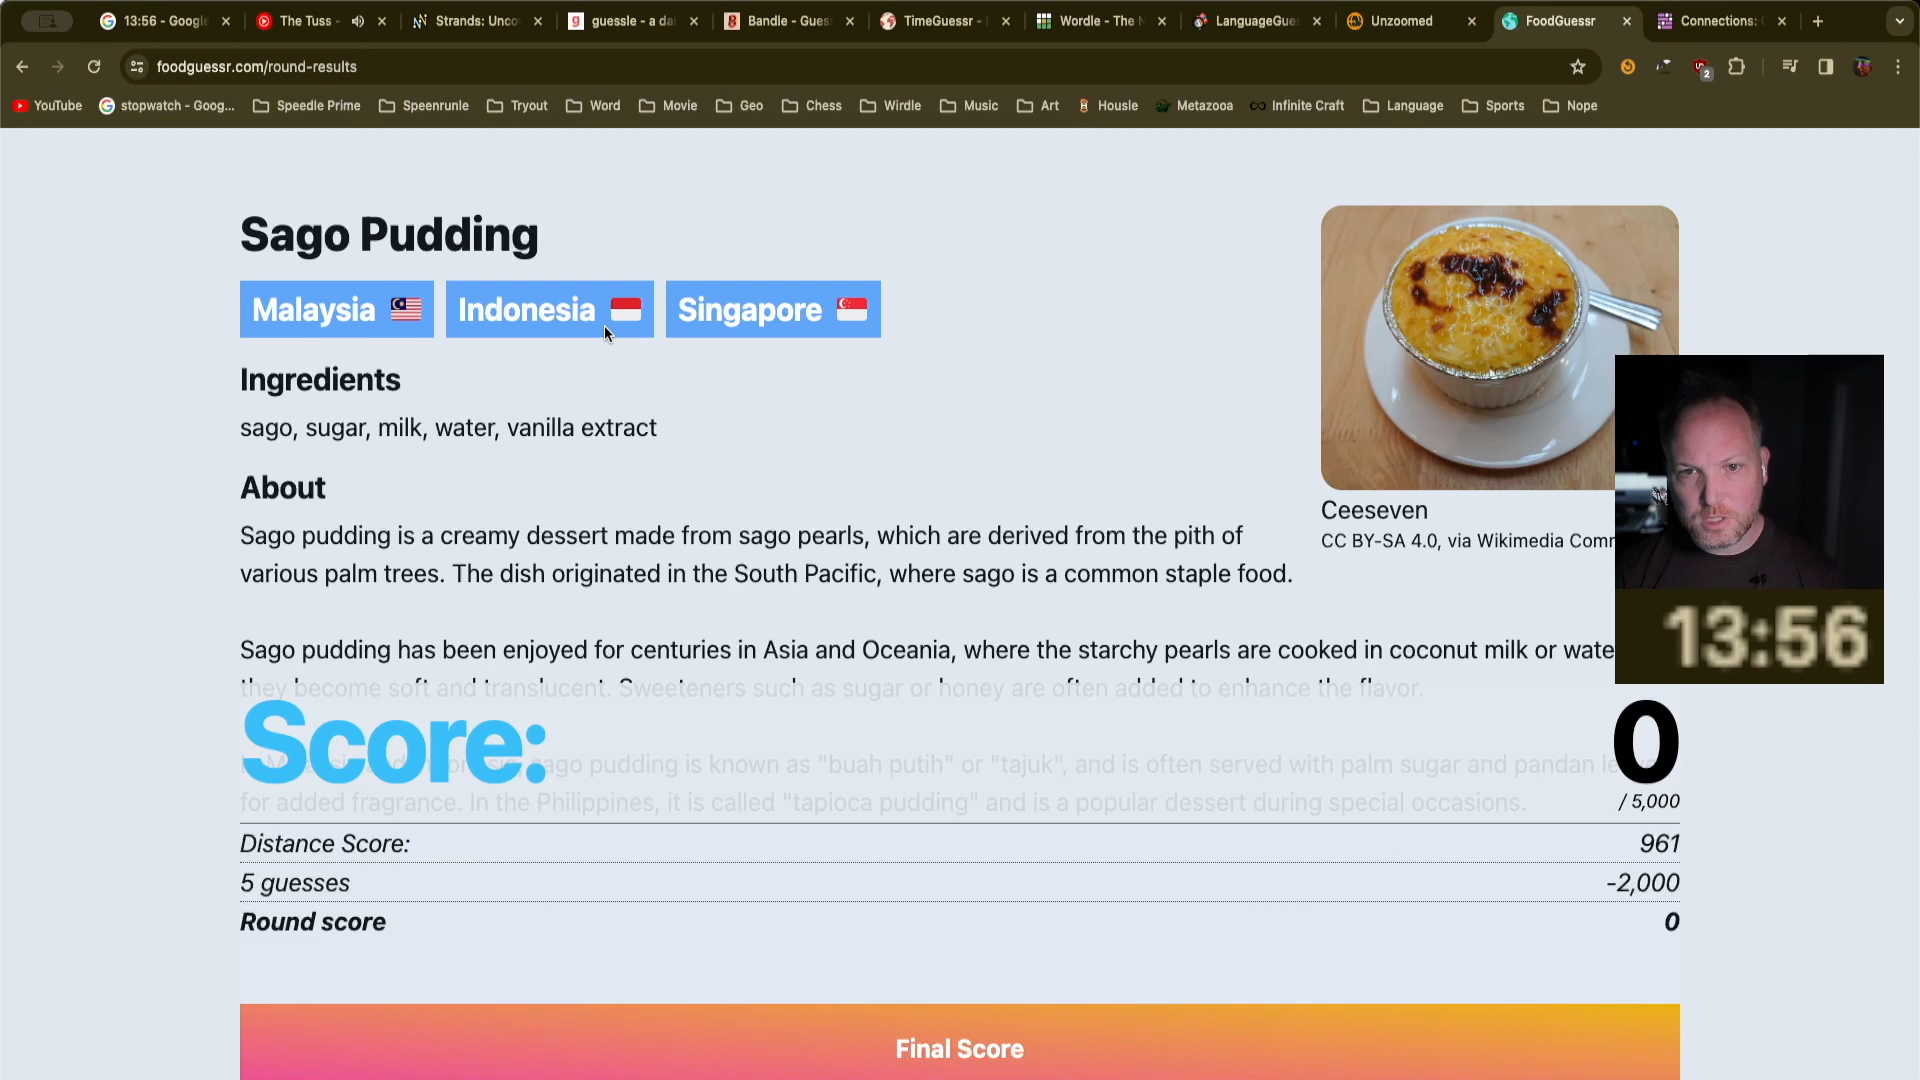 13:56 - Google
The Tuss -
Strands: Unco
guessle - a dai
Bandle - Gues
TimeGuessr -
Wordle - The N
LanguageGue
Unzoomed
FoodGuessr
Connections:
foodguessr.com/round-results
2
YouTube
stopwatch - Goog...
Speedle Prime
Speenrunle
Tryout
Word
Movie
Geo
Chess
Wirdle
Music
Art
Housle
Metazooa
Infinite Craft
Language
Sports
Nope
Sago Pudding
Malaysia
Indonesia
Singapore
Ingredients
sago, sugar, milk, water, vanilla extract
About
Sago pudding is a creamy dessert made from sago pearls, which are derived from the pith of
various palm trees. The dish originated in the South Pacific, where sago is a common staple food.
Ceeseven
CC BY-SA 4.0, via Wikimedia Comm
Sago pudding has been enjoyed for centuries in Asia and Oceania, where the starchy pearls are cooked in coconut milk or wate
they become soft and translucent. Sweeteners such as sugar or honey are often added to enhance the flavor.
13:56
Score:
0
sago pudding is known as "buah putih" or "tajuk", and is often served with palm sugar and pandan
for added fragrance. In the Philippines, it is called "tapioca pudding" and is a popular dessert during special occasions.
/ 5,000
Distance Score:
961
5 guesses
-2,000
Round score
0
Final Score